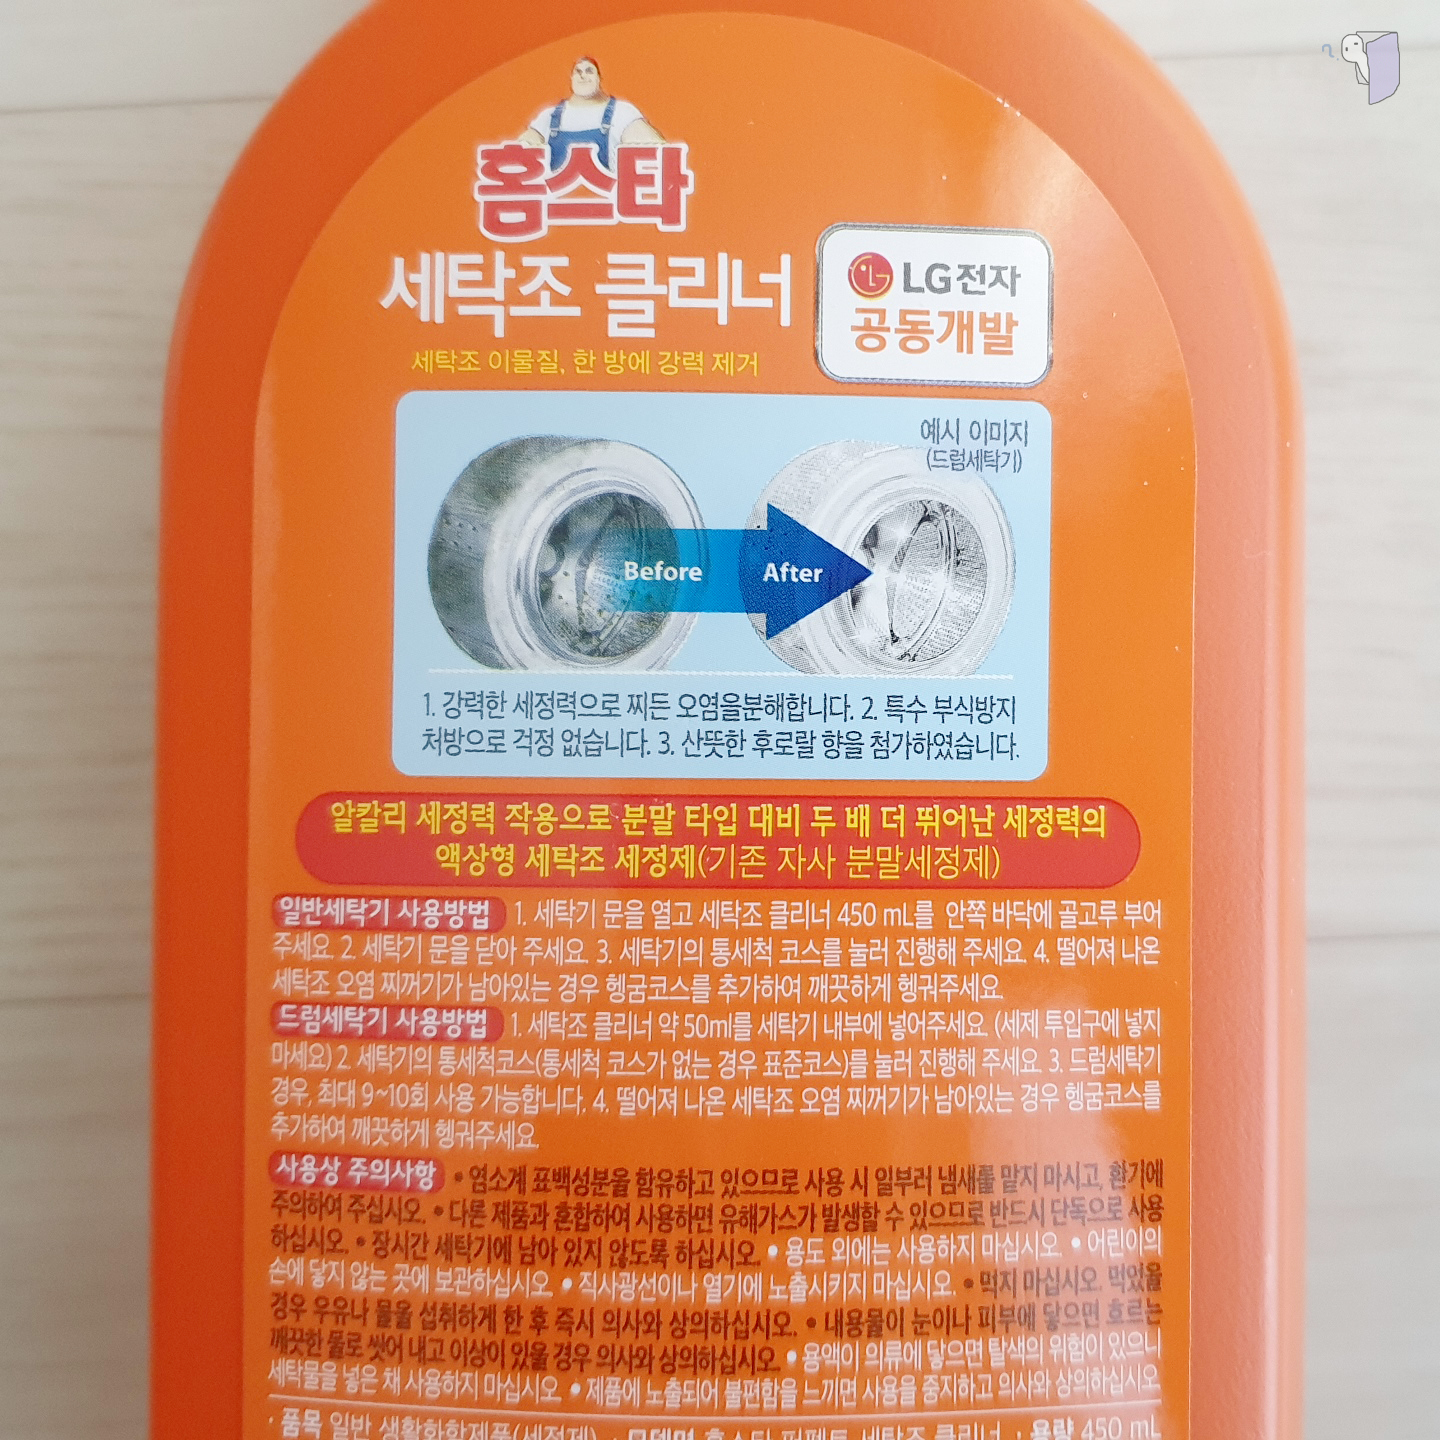 홈스타
세탁조 클리너
세탁조 이물질, 한 방에 강력 제거
LG전자
공동개발
예시 이미지
(드럼세탁기)
Before
After
1. 강력한 세정력으로 찌든 오염을분해합니다. 2. 특수 부식방지
처방으로 걱정 없습니다. 3. 산뜻한 후로랄 향을 첨가하였습니다.
알칼리 세정력 작용으로 분말 타입 대비 두 배 더 뛰어난 세정력의
액상형 세탁조 세정제(기존 자사 분말세정제)
일반세탁기 사용방법 1. 세탁기 문을 열고 세탁조 클리너 450 mL를 안쪽 바닥에 골고루 부어
주세요. 2. 세탁기 문을 닫아 주세요. 3. 세탁기의 통세척 코스를 눌러 진행해 주세요. 4. 떨어져 나온
세탁조 오염 찌꺼기가 남아있는 경우 헹굼코스를 추가하여 깨끗하게 헹궈주세요.
드럼세탁기 사용방법 1. 세탁조 클리너 약 50ml를 세탁기 내부에 넣어주세요. (세제 투입구에 넣지
마세요) 2. 세탁기의 통세척코스(통세척 코스가 없는 경우 표준코스)를 눌러 진행해 주세요. 3. 드럼세탁기
경우, 최대 9~10회 사용 가능합니다. 4. 떨어져 나온 세탁조 오염 찌꺼기가 남아있는 경우 헹굼코스를
추가하여 깨끗하게 헹궈주세요.
사용상 주의사항 • 염소계 표백성분을 함유하고 있으므로 사용 시 일부러 냄새를 맡지 마시고, 환기에
주의하여 주십시오. • 다른 제품과 혼합하여 사용하면 유해가스가 발생할 수 있으므로 반드시 단독으로 사용
하십시오. • 장시간 세탁기에 남아 있지 않도록 하십시오. • 용도 외에는 사용하지 마십시오. • 어린이의
손에 닿지 않는 곳에 보관하십시오. • 직사광선이나 열기에 노출시키지 마십시오. • 먹지 마십시오. 먹었을
경우 우유나 물을 섭취하게 한 후 즉시 의사와 상의하십시오. • 내용물이 눈이나 피부에 닿으면 흐르는
깨끗한 물로 씻어 내고 이상이 있을 경우 의사와 상의하십시오. • 용액이 의류에 닿으면 탈색의 위험이 있으니
세탁물을 넣은 채 사용하지 마십시오. • 제품에 노출되어 불편함을 느끼면 사용을 중지하고 의사와 상의하십시오.
· 품목 일반 생활화학제품(세정제) · 모델명 홈스타 퍼펙트 세탁조 클리너 · 용량 450 mL